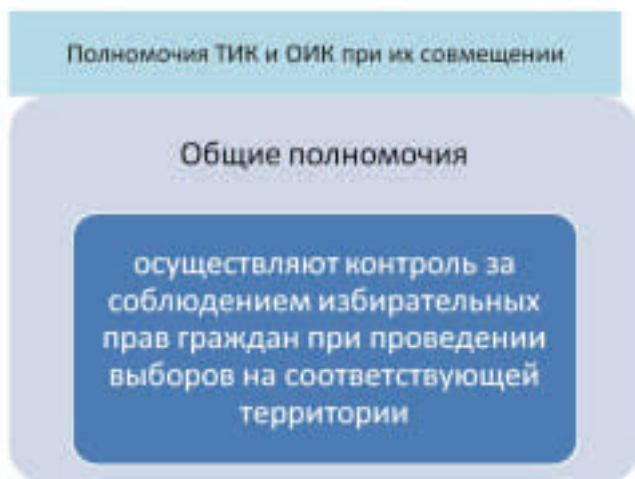 Полномочия ТИК и ОИК при их совмещении
Общие полномочия
осуществляют контроль за
соблюдением избирательных
прав граждан при проведении
выборов на соответствующей
территории